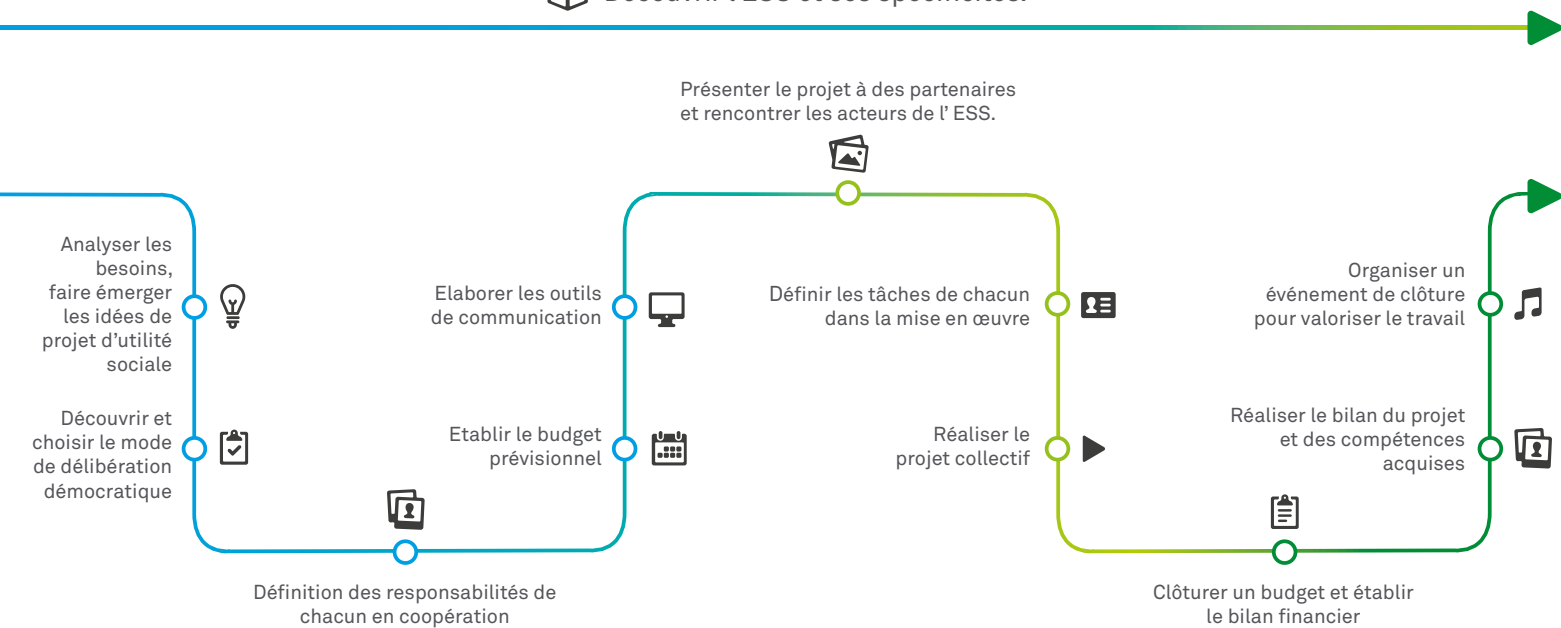 Présenter le projet à des partenaires
et rencontrer les acteurs de l' ESS.
Analyser les
besoins,
faire émerger
les idées de
projet d'utilité
sociale
Découvrir et
choisir le mode
de délibération
démocratique
Définition des responsabilités de
chacun en coopération
Etablir le budget
prévisionnel
Elaborer les outils
de communication
Définir les tâches de chacun
dans la mise en œuvre
Réaliser le
projet collectif
Clôturer un budget et établir
le bilan financier
Réaliser le bilan du projet
et des compétences
acquises
Organiser un
événement de clôture
pour valoriser le travail